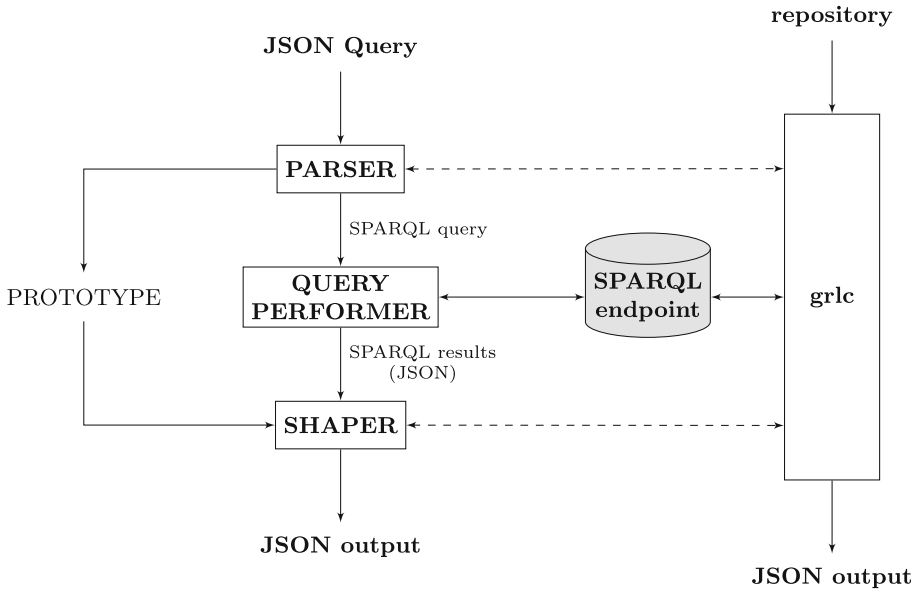 repository
JSON Query
PARSER
SPARQL query
PROTOTYPE
QUERY
PERFORMER
SPARQL
endpoint
grlc
SPARQL results
(JSON)
SHAPER
JSON output
JSON output